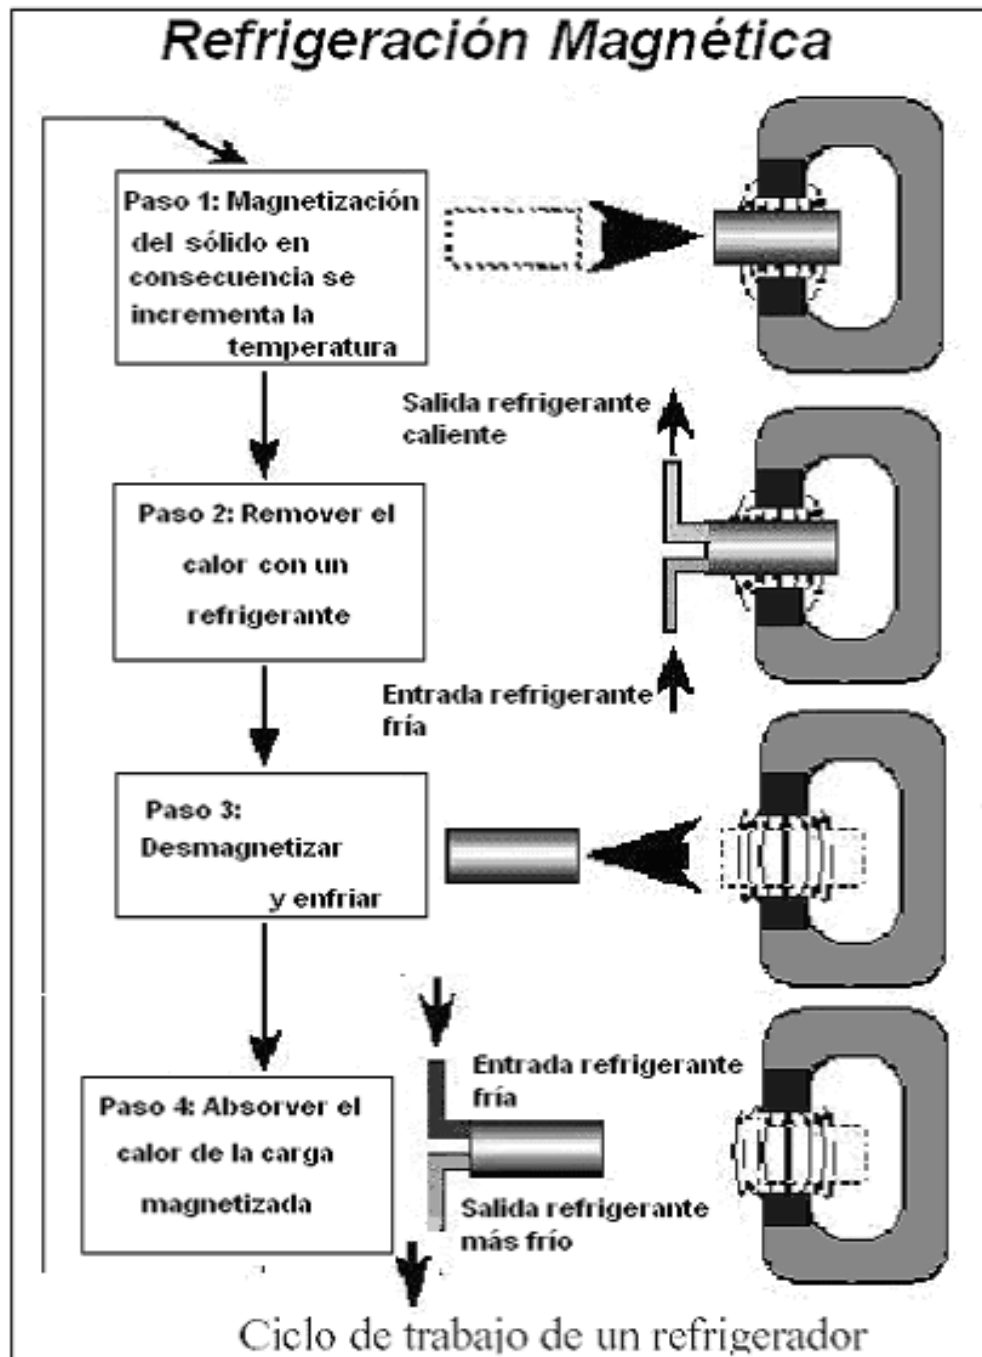 Refrigeración Magnética
Paso 1: Magnetización
del sólido en
consecuencia se
incrementa la
temperatura
Salida refrigerante
caliente
Paso 2: Remover el
calor con un
refrigerante
Entrada refrigerante
fría
Paso 3:
Desmagnetizar
y enfriar
Entrada refrigerante
fría
Paso 4: Absorver el
calor de la carga
magnetizada
Salida refrigerante
más frío
Ciclo de trabajo de un refrigerador